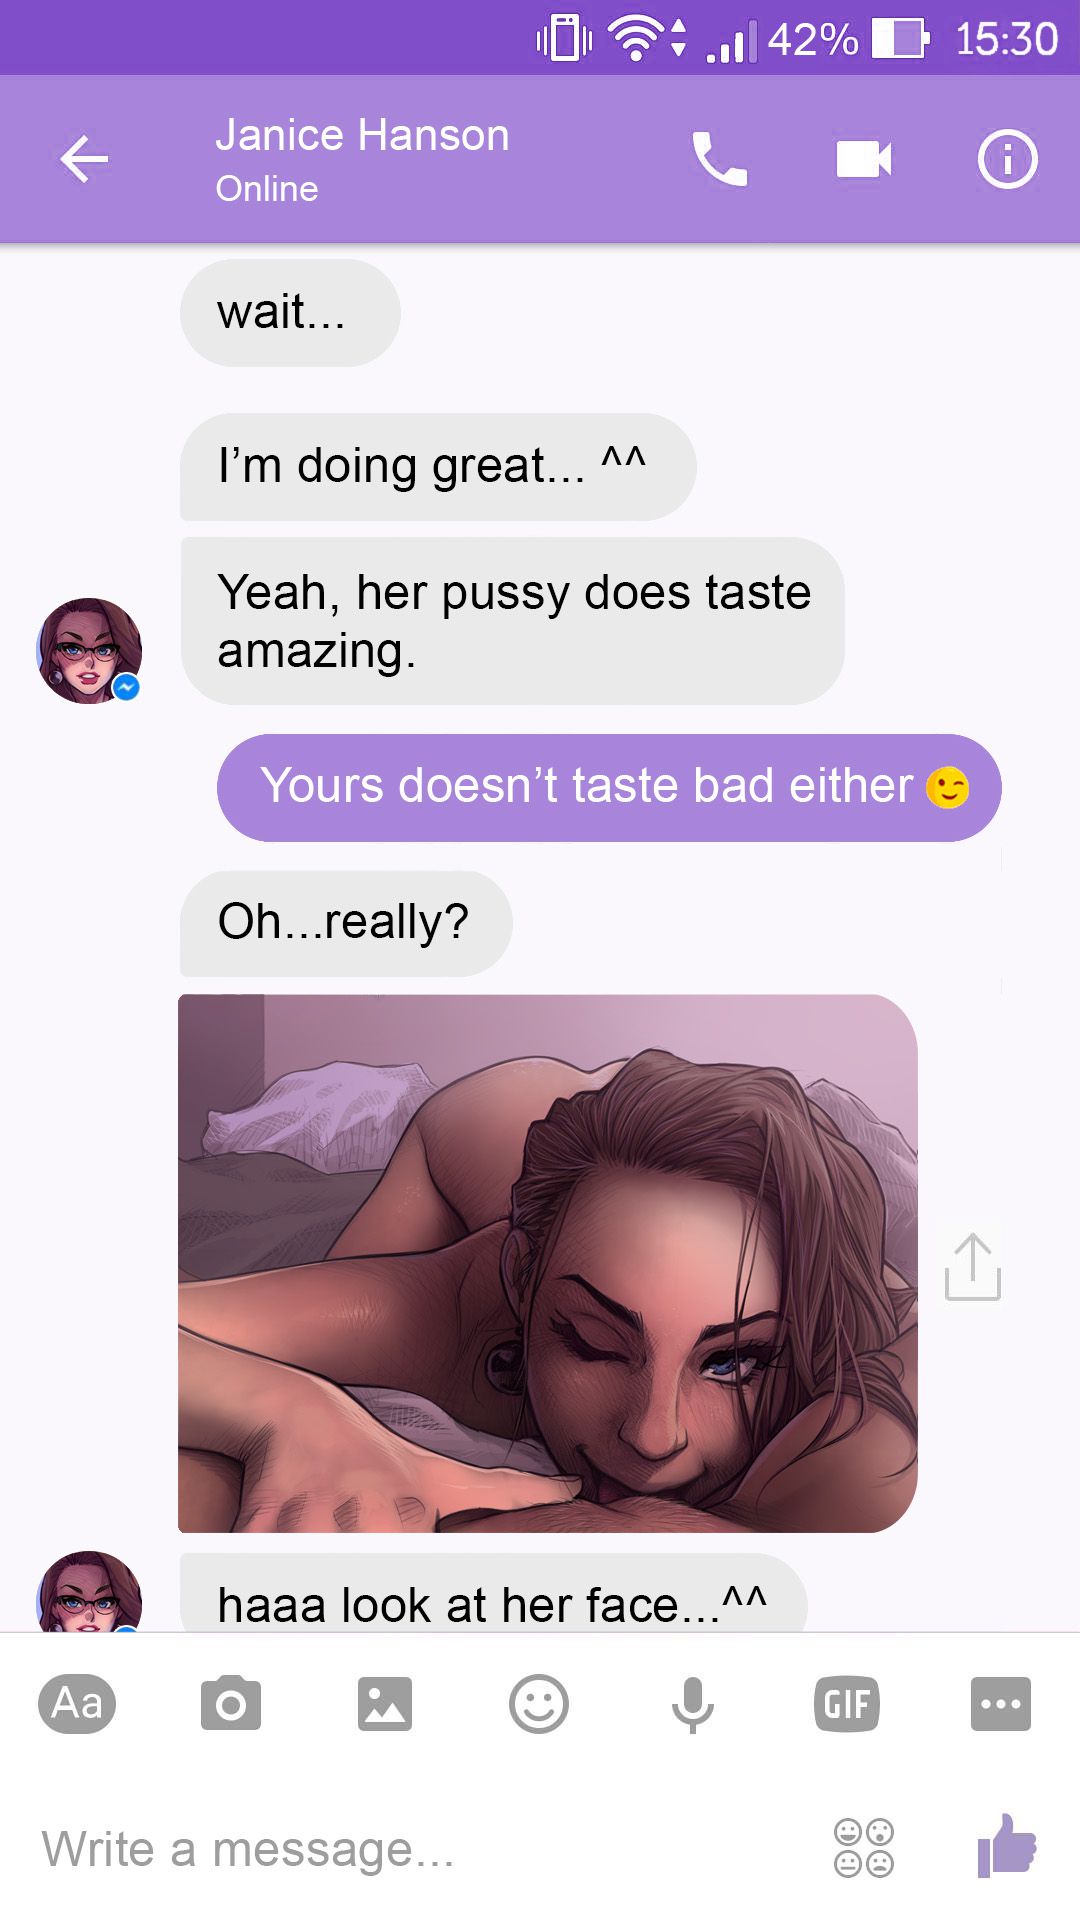 42% 15:30
Janice Hanson
Online
wait...
I’m doing great... ^^
Yeah, her pussy does taste
amazing.
Yours doesn’t taste bad either 😉
Oh...really?
haaa look at her face...^^
Aa
GIF
Write a message...